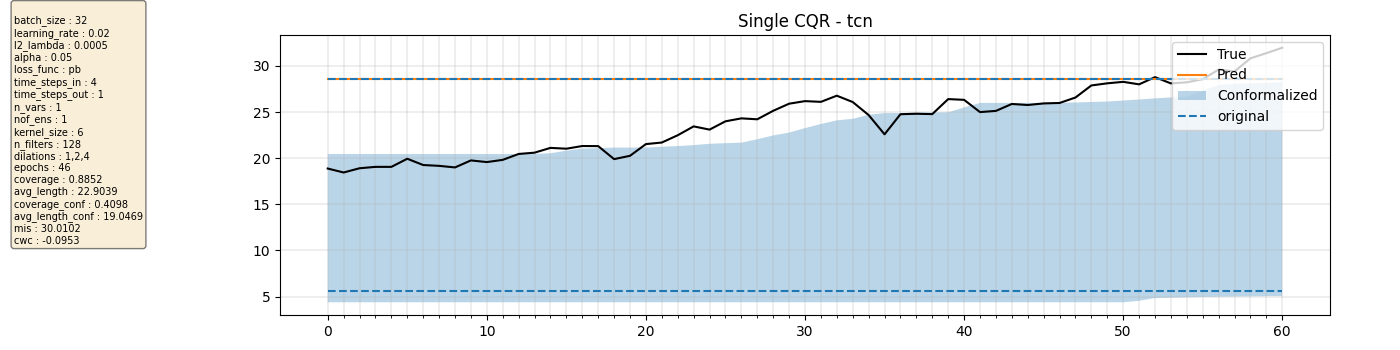 batch_size : 32
learning_rate : 0.02
l2_lambda : 0.0005
alpha : 0.05
loss_func : pb
time_steps_in : 4
time_steps_out : 1
n_vars : 1
nof_ens : 1
kernel_size : 6
n_filters : 128
dilations : 1,2,4
epochs : 46
coverage : 0.8852
avg_length : 22.9039
coverage_conf : 0.4098
avg_length_conf : 19.0469
mis : 30.0102
cwc : -0.0953
Single CQR - tcn
True
Pred
Conformalized
original
30
25
20
15
10
5
0 10 20 30 40 50 60